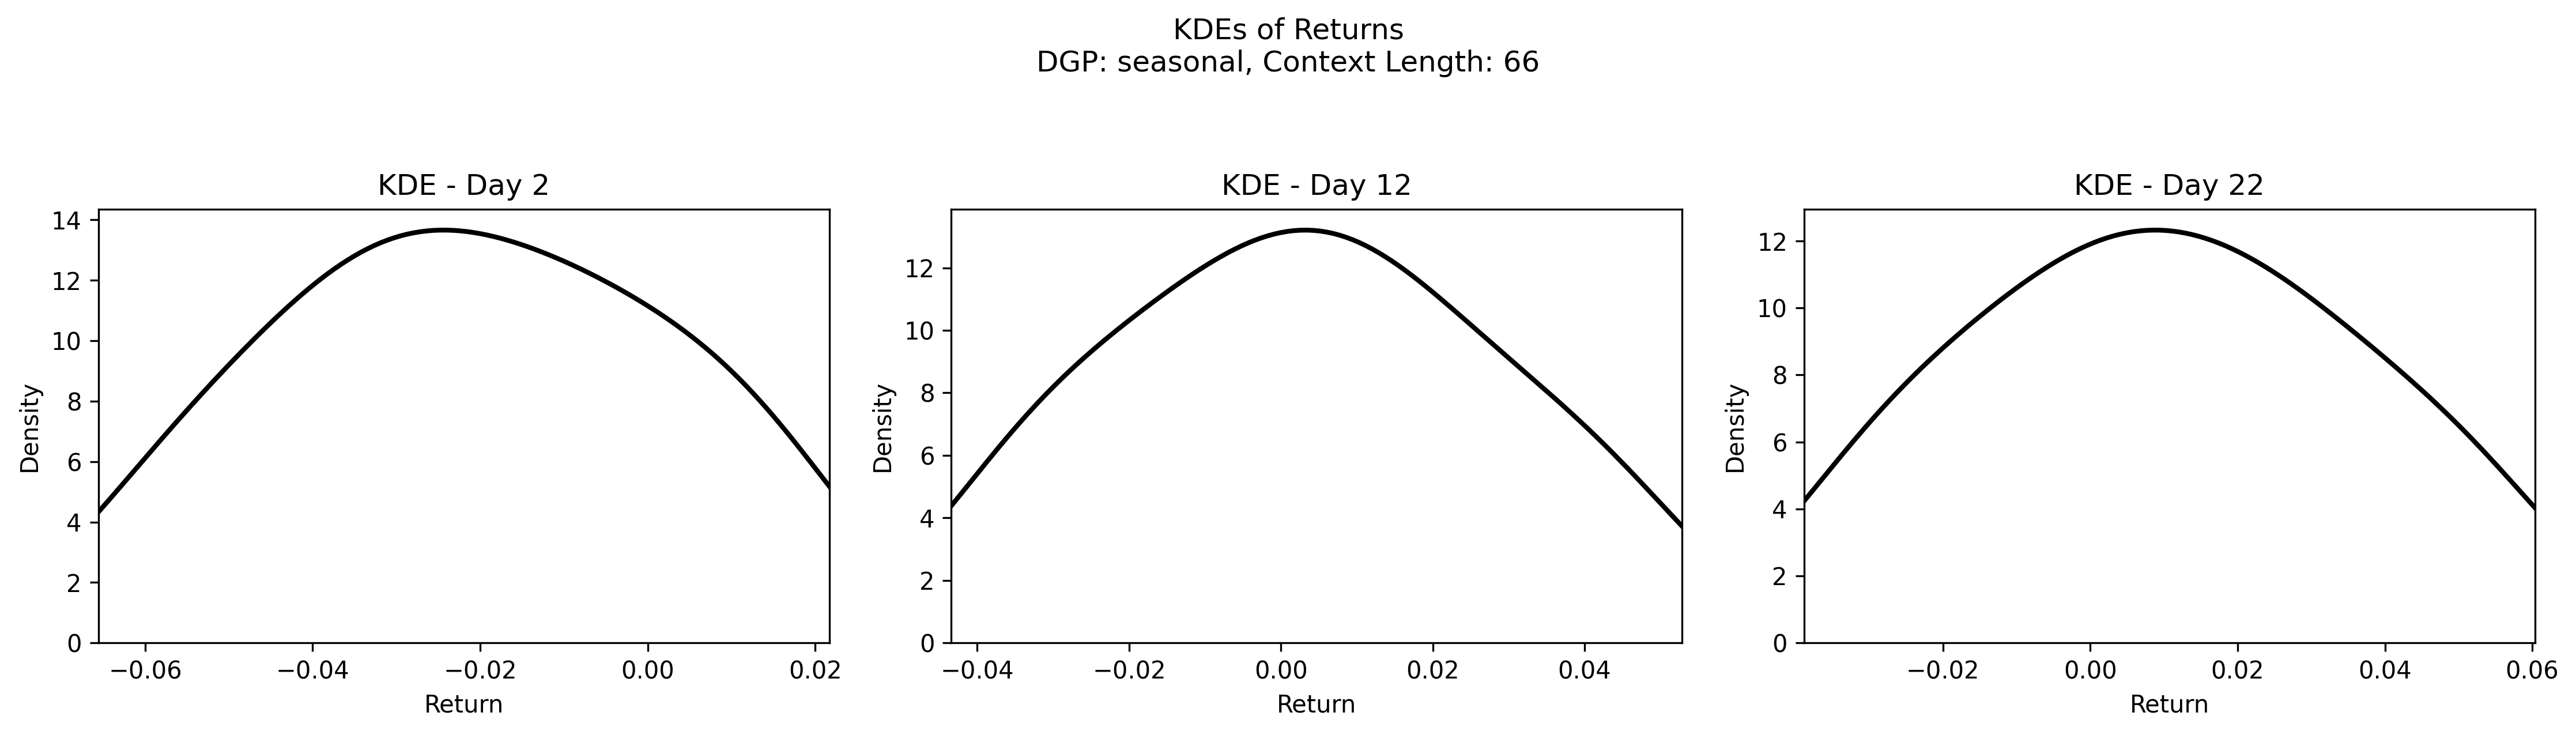 KDEs of Returns
DGP: seasonal, Context Length: 66
KDE - Day 2
14
12
10
8
6
4
2
0
Density
−0.06 −0.04 −0.02 0.00 0.02
Return
KDE - Day 12
12
10
8
6
4
2
0
Density
−0.04 −0.02 0.00 0.02 0.04
Return
KDE - Day 22
12
10
8
6
4
2
0
Density
−0.02 0.00 0.02 0.04 0.06
Return